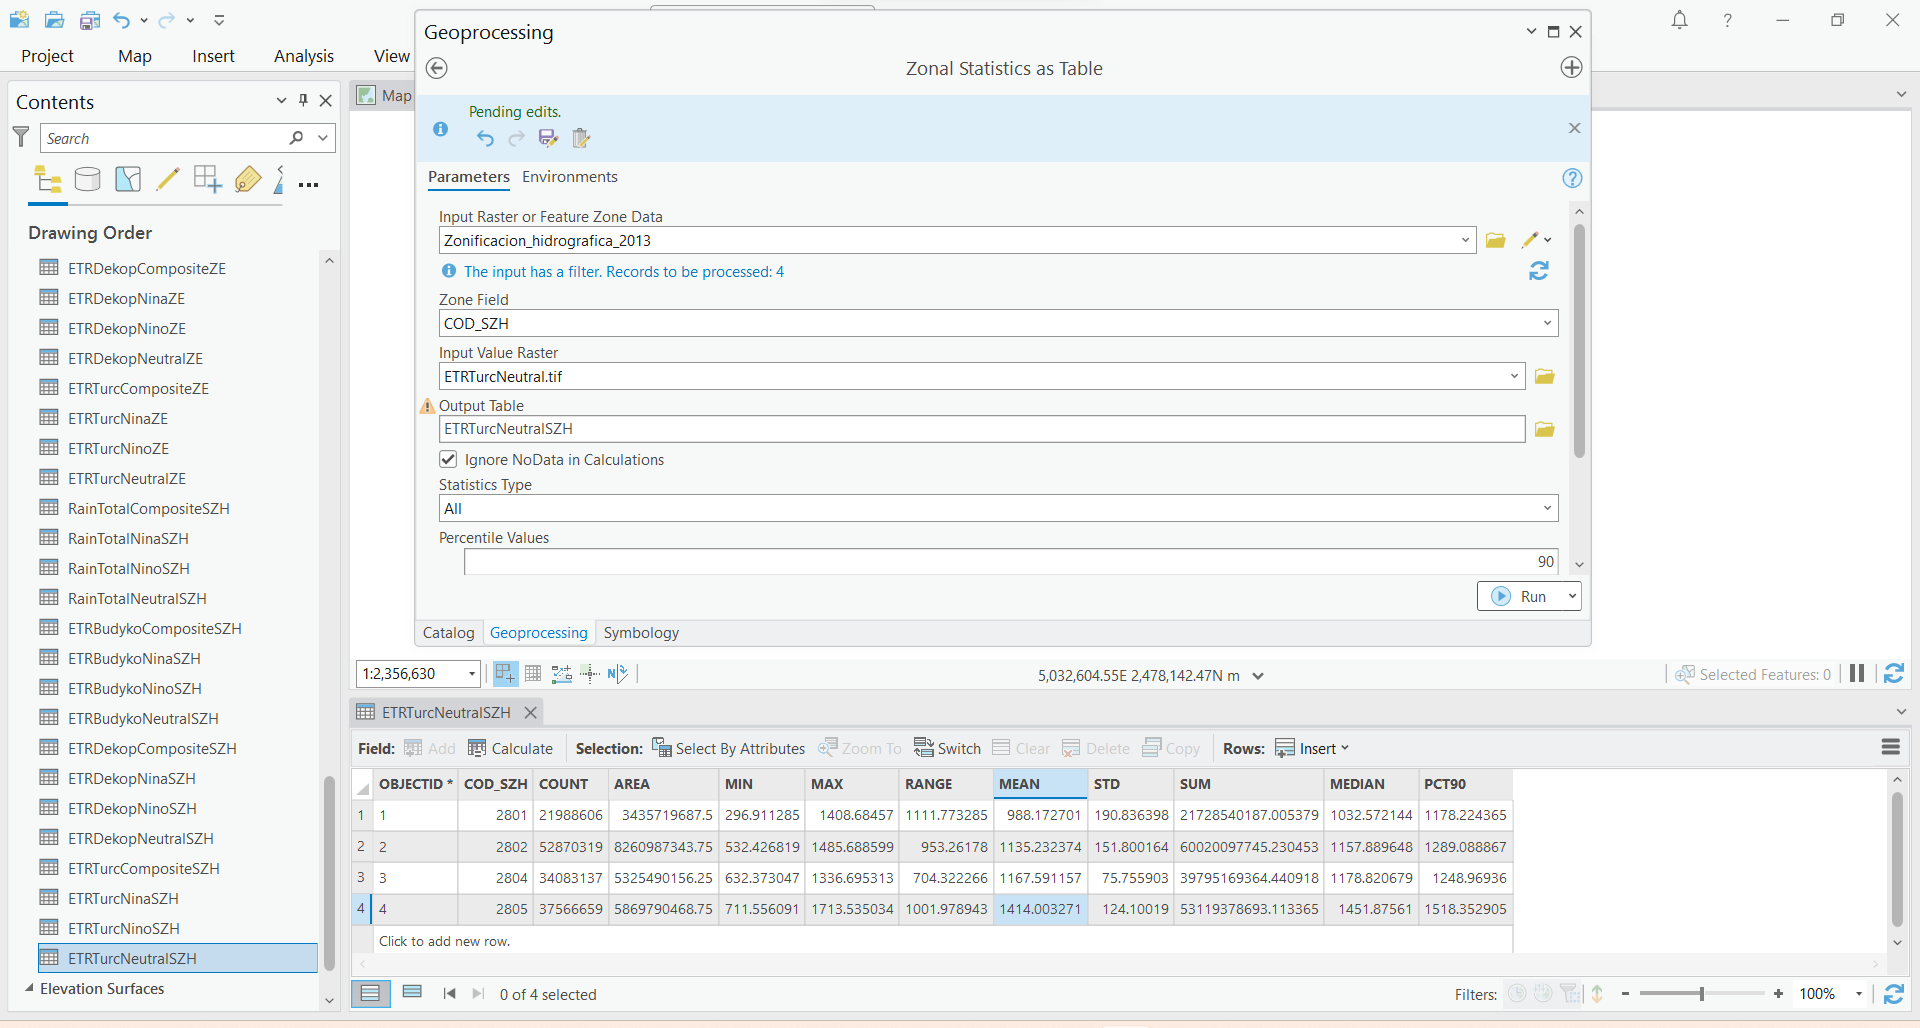 Project
Map
Insert
Analysis
View
Contents
Search
Drawing Order
ETRDekopCompositeZE
ETRDekopNinaZE
ETRDekopNinoZE
ETRDekopNeutralZE
ETRTurcCompositeZE
ETRTurcNinaZE
ETRTurcNinoZE
ETRTurcNeutralZE
RainTotalCompositeSZH
RainTotalNinaSZH
RainTotalNinoSZH
RainTotalNeutralSZH
ETRBudykoCompositeSZH
ETRBudykoNinaSZH
ETRBudykoNinoSZH
ETRBudykoNeutralSZH
ETRDekopCompositeSZH
ETRDekopNinaSZH
ETRDekopNinoSZH
ETRDekopNeutralSZH
ETRTurcCompositeSZH
ETRTurcNinaSZH
ETRTurcNinoSZH
ETRTurcNeutralSZH
Elevation Surfaces
Map
Geoprocessing
Zonal Statistics as Table
Pending edits.
Parameters Environments
Input Raster or Feature Zone Data
Zonificacion_hidrografica_2013
The input has a filter. Records to be processed: 4
Zone Field
COD_SZH
Input Value Raster
ETRTurcNeutral.tif
Output Table
ETRTurcNeutralSZH
Ignore NoData in Calculations
Statistics Type
All
Percentile Values
90
Run
Catalog Geoprocessing Symbology
1:2,356,630
5,032,604.55E 2,478,142.47N m
Selected Features: 0
ETRTurcNeutralSZH
Field: Add Calculate Selection: Select By Attributes Zoom To Switch Clear Delete Copy Rows: Insert
OBJECTID * COD_SZH COUNT AREA MIN MAX RANGE MEAN STD SUM MEDIAN PCT90
1 1 2801 21988606 3435719687.5 296.911285 1408.68457 1111.773285 988.172701 190.836398 21728540187.005379 1032.572144 1178.224365
2 2 2802 52870319 8260987343.75 532.426819 1485.688599 953.26178 1135.232374 151.800164 60020097745.230453 1157.889648 1289.088867
3 3 2804 34083137 5325490156.25 632.373047 1336.695313 704.322266 1167.591157 75.755903 39795169364.440918 1178.820679 1248.96936
4 4 2805 37566659 5869790468.75 711.556091 1713.535034 1001.978943 1414.003271 124.10019 53119378693.113365 1451.87561 1518.352905
Click to add new row.
0 of 4 selected
Filters:
100%